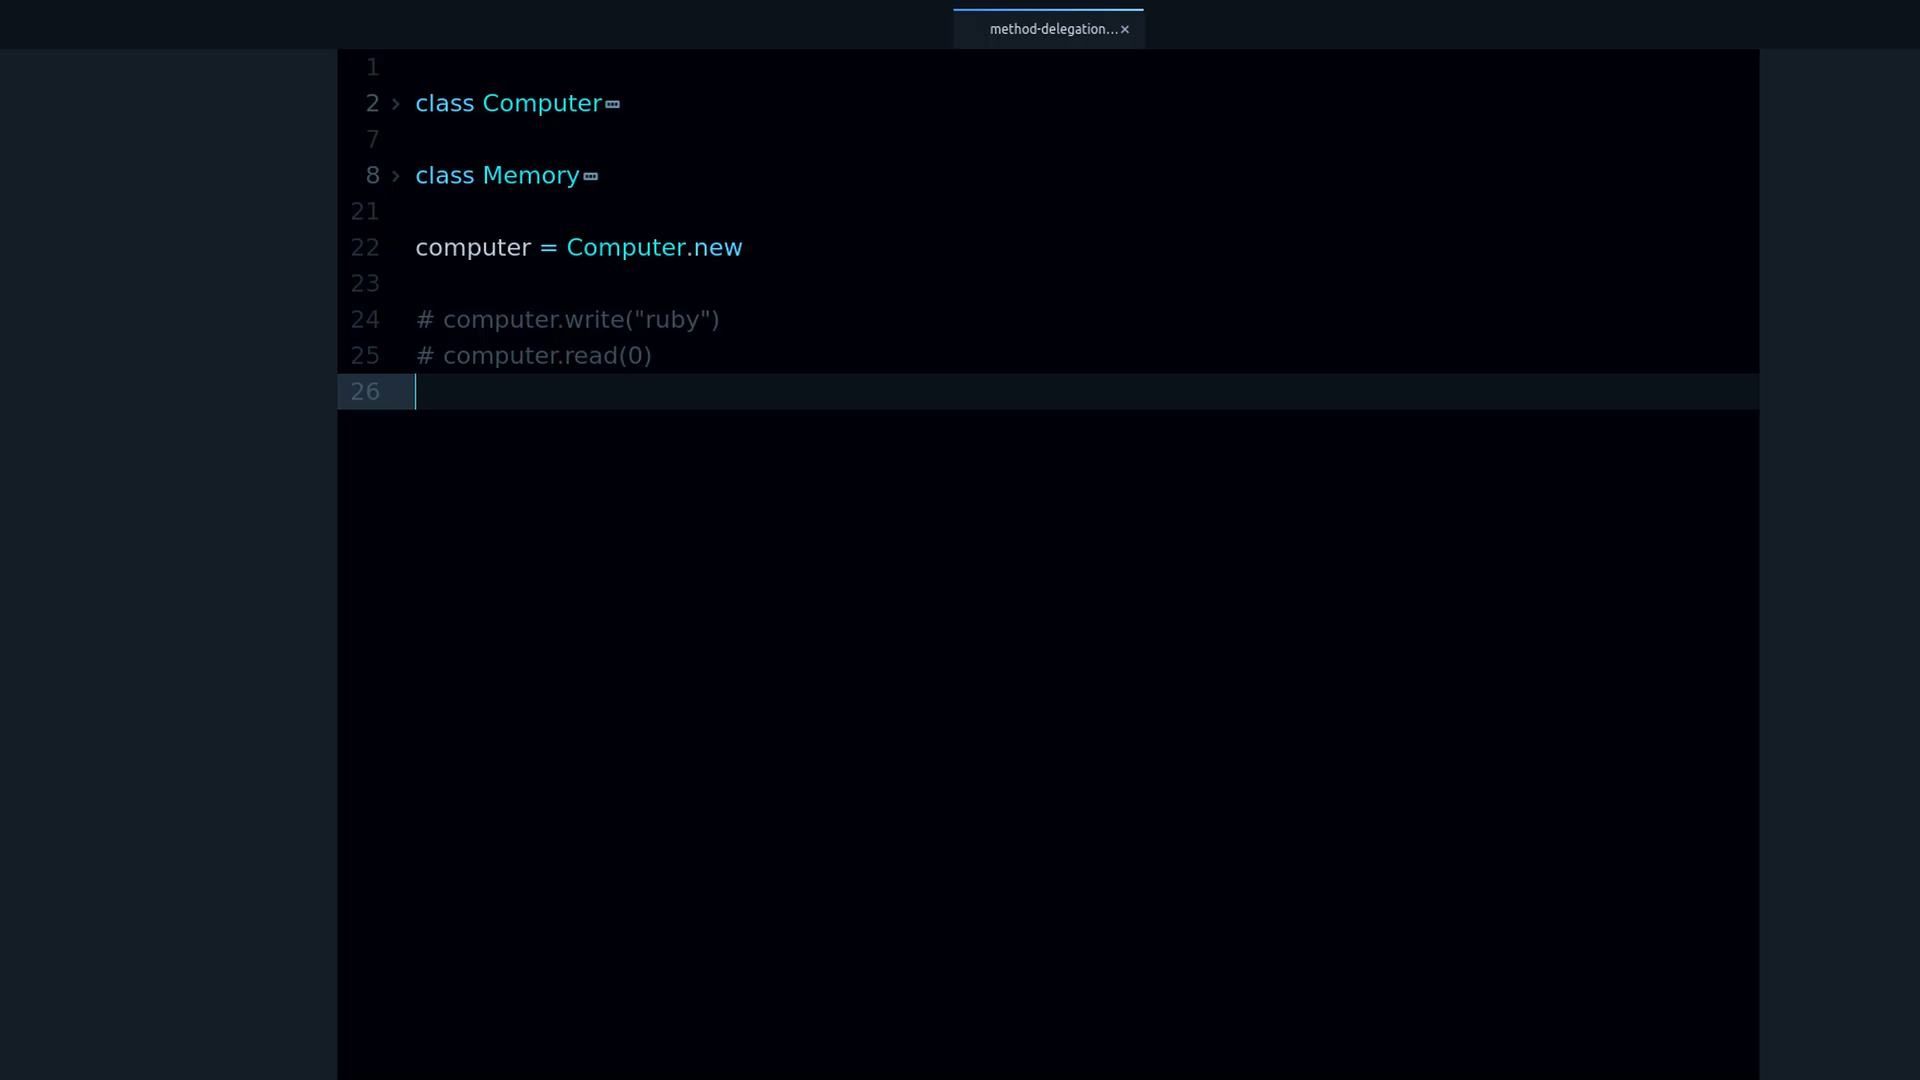 method-delegation...×
1
2 › class Computer
7
8 › class Memory
21
22 computer = Computer.new
23
24 # computer.write("ruby")
25 # computer.read(0)
26